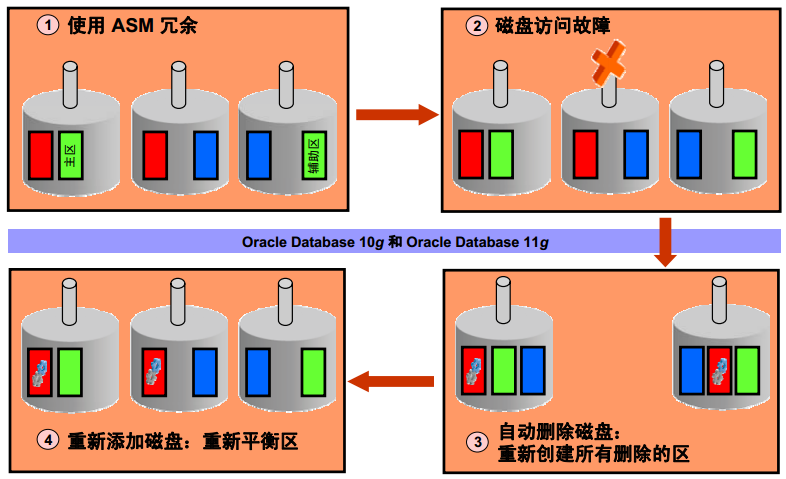 ① 使用 ASM 冗余
主区
辅助区
② 磁盘访问故障
Oracle Database 10g 和 Oracle Database 11g
③ 自动删除磁盘：
重新创建所有删除的区
④ 重新添加磁盘：重新平衡区